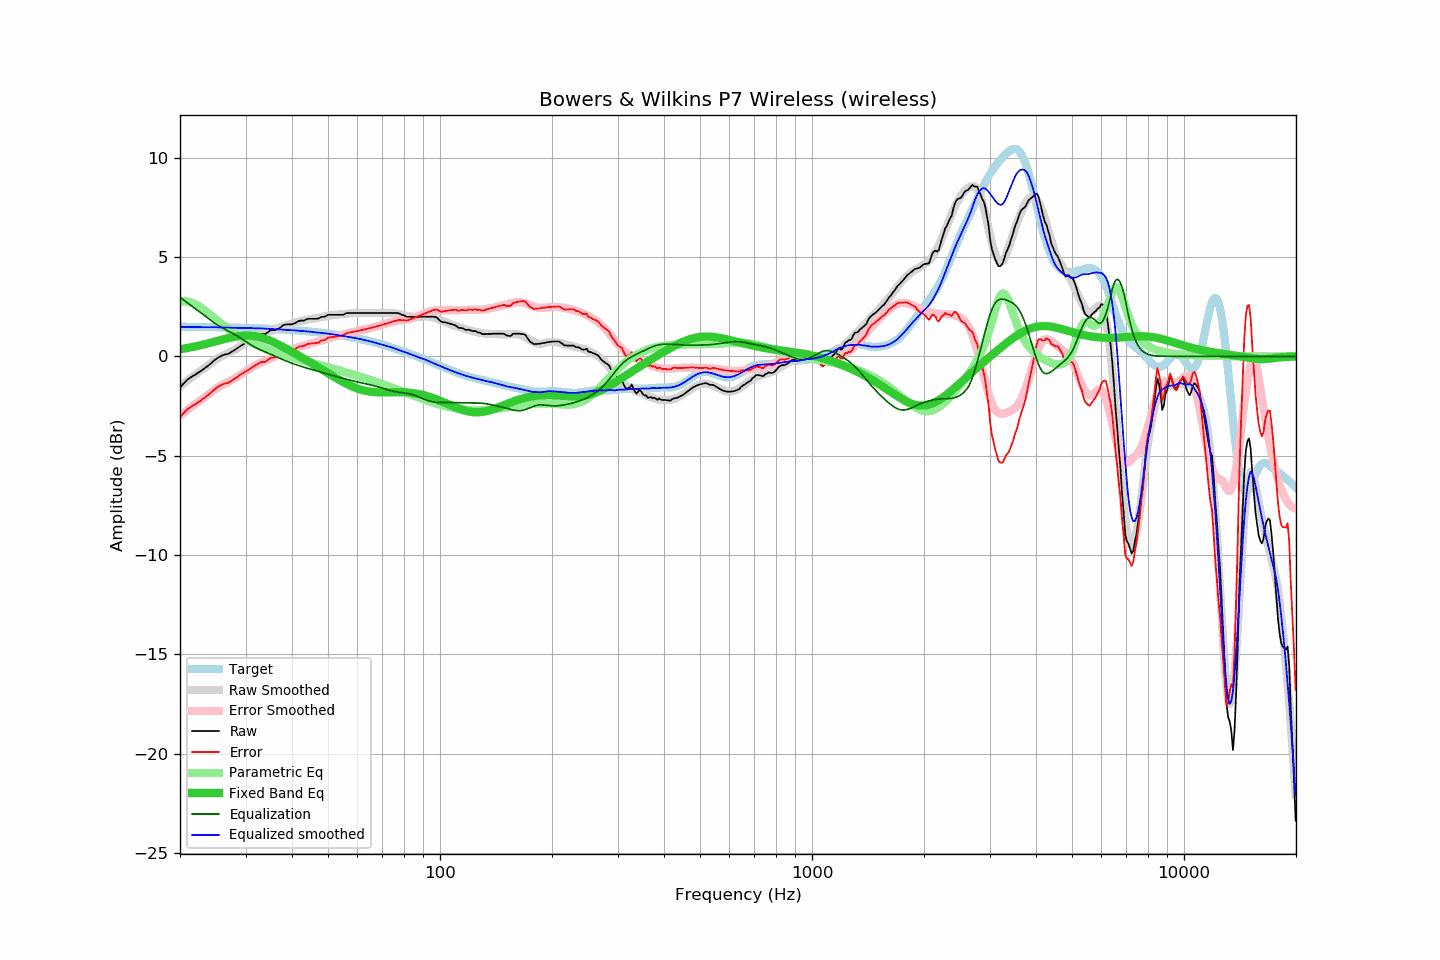 Bowers & Wilkins P7 Wireless (wireless)
10
5
0
−5
−10
−15
−20
−25
Amplitude (dBr)
Target
Raw Smoothed
Error Smoothed
Raw
Error
Parametric Eq
Fixed Band Eq
Equalization
Equalized smoothed
100
1000
10000
Frequency (Hz)